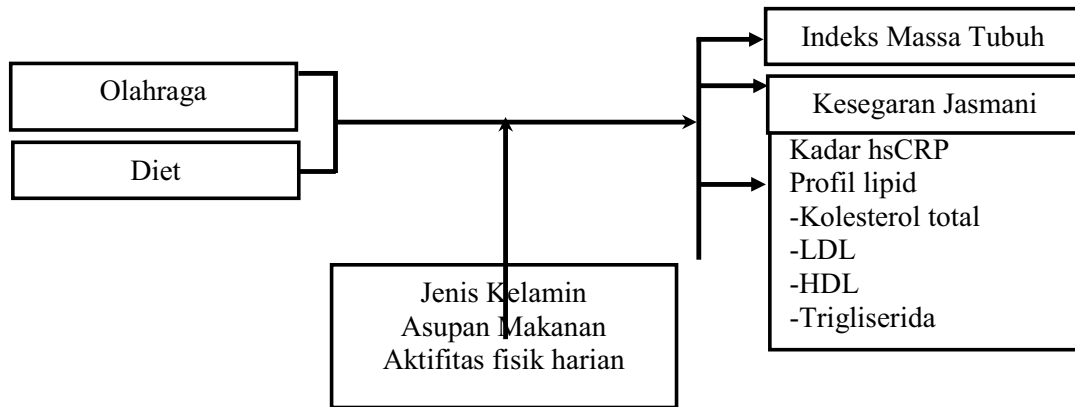 Olahraga
Diet
Jenis Kelamin
Asupan Makanan
Aktifitas fisik harian
Indeks Massa Tubuh
Kesegaran Jasmani
Kadar hsCRP
Profil lipid
-Kolesterol total
-LDL
-HDL
-Trigliserida